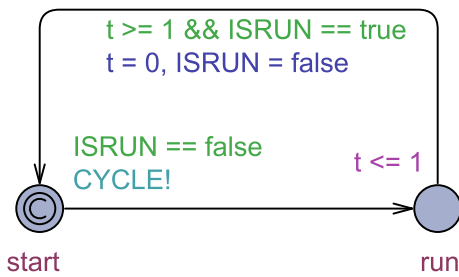 t >= 1 && ISRUN == true
t = 0, ISRUN = false
ISRUN == false
CYCLE!
t <= 1
C
start
run